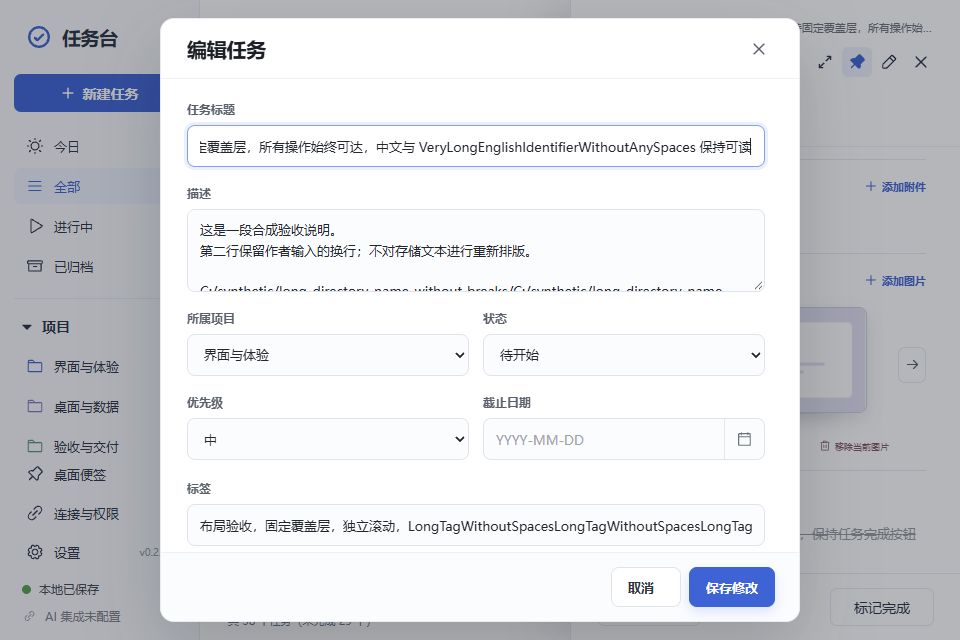 任务台
新建任务
今日
全部
进行中
已归档
项目
界面与体验
桌面与数据
验收与交付
桌面便签
连接与权限
设置
v0.2
本地已保存
AI 集成未配置
编辑任务
任务标题
覆盖层，所有操作始终可达，中文与 VeryLongEnglishIdentifierWithoutAnySpaces 保持可读
描述
这是一段合成验收说明。
第二行保留作者输入的换行；不对存储文本进行重新排版。
C:/synthetic/long_directory_name_without_breaks/C:/synthetic/long_directory_name
所属项目
状态
界面与体验
待开始
优先级
截止日期
中
YYYY-MM-DD
标签
布局验收，固定覆盖层，独立滚动，LongTagWithoutSpacesLongTagWithoutSpacesLongTag
取消
保存修改
固定覆盖层，所有操作始...
添加附件
添加图片
移除当前图片
，保持任务完成按钮
标记完成